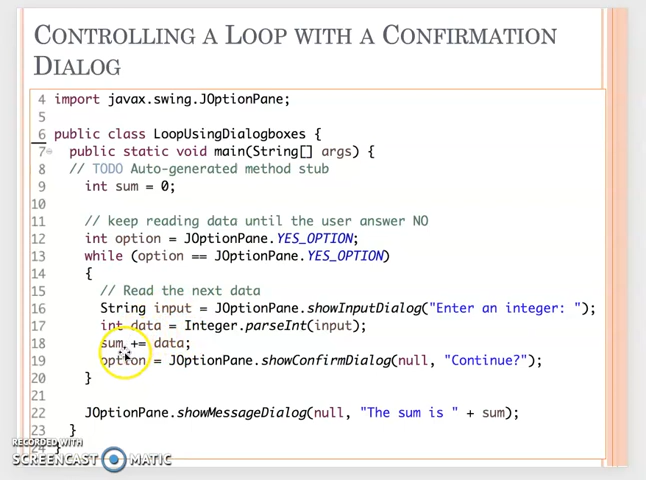 CONTROLLING A LOOP WITH A CONFIRMATION
DIALOG
4 import javax.swing.JOptionPane;
5
6 public class LoopUsingDialogboxes {
7 public static void main(String[] args) {
8 // TODO Auto-generated method stub
9 int sum = 0;
10
11 // keep reading data until the user answer NO
12 int option = JOptionPane.YES_OPTION;
13 while (option == JOptionPane.YES_OPTION)
14 {
15 // Read the next data
16 String input = JOptionPane.showInputDialog("Enter an integer: ");
17 int data = Integer.parseInt(input);
18 sum += data;
19 option = JOptionPane.showConfirmDialog(null, "Continue?");
20 }
21
22 JOptionPane.showMessageDialog(null, "The sum is " + sum);
23 }
24 }
RECORDED WITH
SCREENCAST MATIC